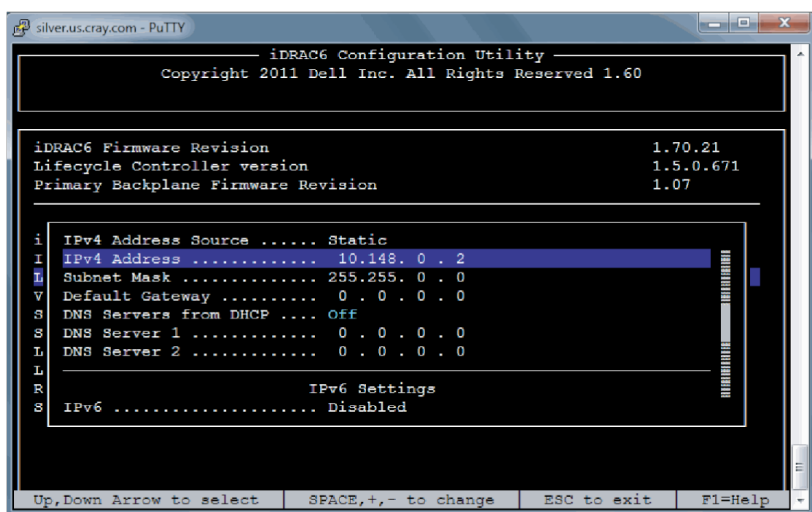 silver.us.cray.com - PuTTY
iDRAC6 Configuration Utility
Copyright 2011 Dell Inc. All Rights Reserved 1.60
iDRAC6 Firmware Revision 1.70.21
Lifecycle Controller version 1.5.0.671
Primary Backplane Firmware Revision 1.07
i IPv4 Address Source ...... Static
I IPv4 Address ............. 10.148. 0 . 2
L Subnet Mask .............. 255.255. 0 . 0
V Default Gateway .......... 0 . 0 . 0 . 0
S DNS Servers from DHCP .... Off
S DNS Server 1 ............. 0 . 0 . 0 . 0
L DNS Server 2 ............. 0 . 0 . 0 . 0
L
R IPv6 Settings
S IPv6 ..................... Disabled
Up,Down Arrow to select SPACE,+,- to change ESC to exit F1=Help